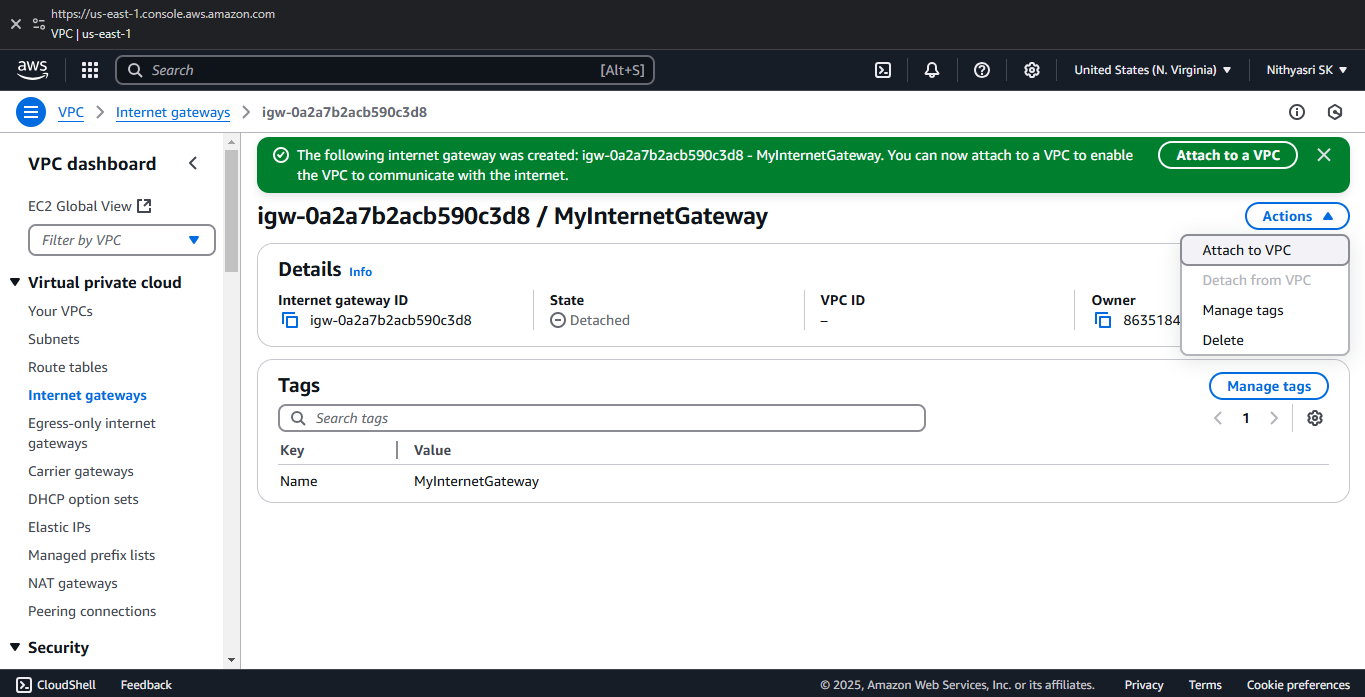 https://us-east-1.console.aws.amazon.com
VPC | us-east-1
aws
Search
[Alt+S]
United States (N. Virginia)
Nithyasri SK
VPC
Internet gateways
igw-0a2a7b2acb590c3d8
VPC dashboard
EC2 Global View
Filter by VPC
Virtual private cloud
Your VPCs
Subnets
Route tables
Internet gateways
Egress-only internet
gateways
Carrier gateways
DHCP option sets
Elastic IPs
Managed prefix lists
NAT gateways
Peering connections
Security
The following internet gateway was created: igw-0a2a7b2acb590c3d8 - MyInternetGateway. You can now attach to a VPC to enable
the VPC to communicate with the internet.
Attach to a VPC
igw-0a2a7b2acb590c3d8 / MyInternetGateway
Actions
Attach to VPC
Detach from VPC
Manage tags
Delete
Details Info
Internet gateway ID
igw-0a2a7b2acb590c3d8
State
Detached
VPC ID
–
Owner
8635184
Tags
Manage tags
Search tags
1
Key Value
Name MyInternetGateway
CloudShell
Feedback
© 2025, Amazon Web Services, Inc. or its affiliates.
Privacy
Terms
Cookie preferences